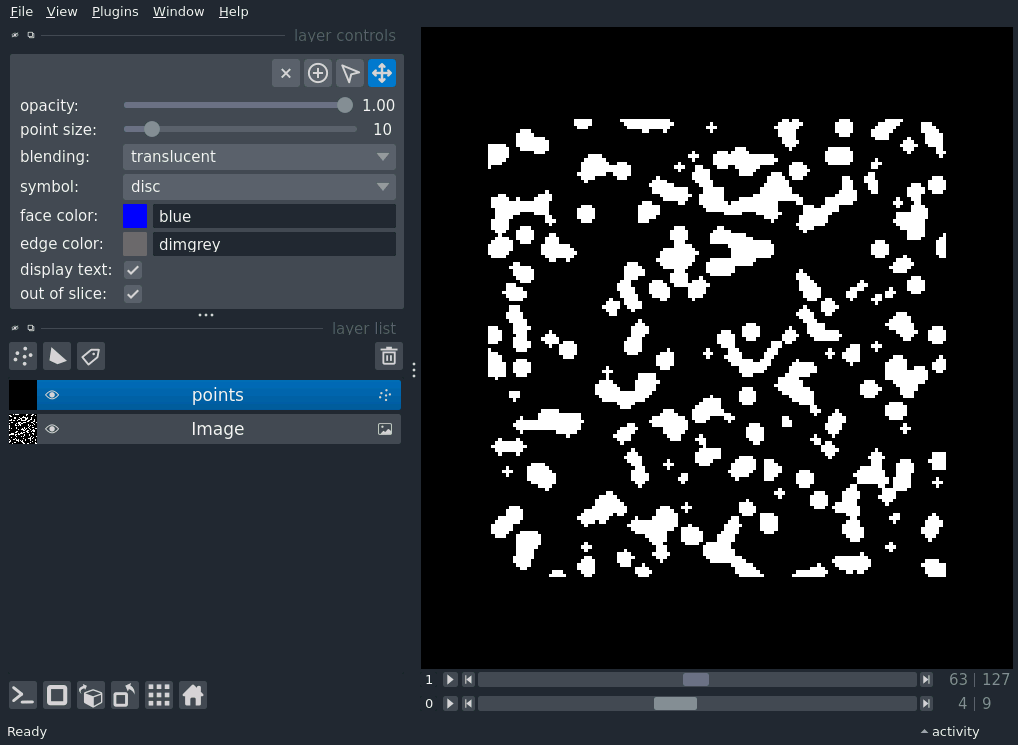 File View Plugins Window Help
layer controls
opacity: 1.00
point size: 10
blending: translucent
symbol: disc
face color: blue
edge color: dimgrey
display text:
out of slice:
layer list
points
Image
1 63 | 127
0 4 | 9
Ready activity